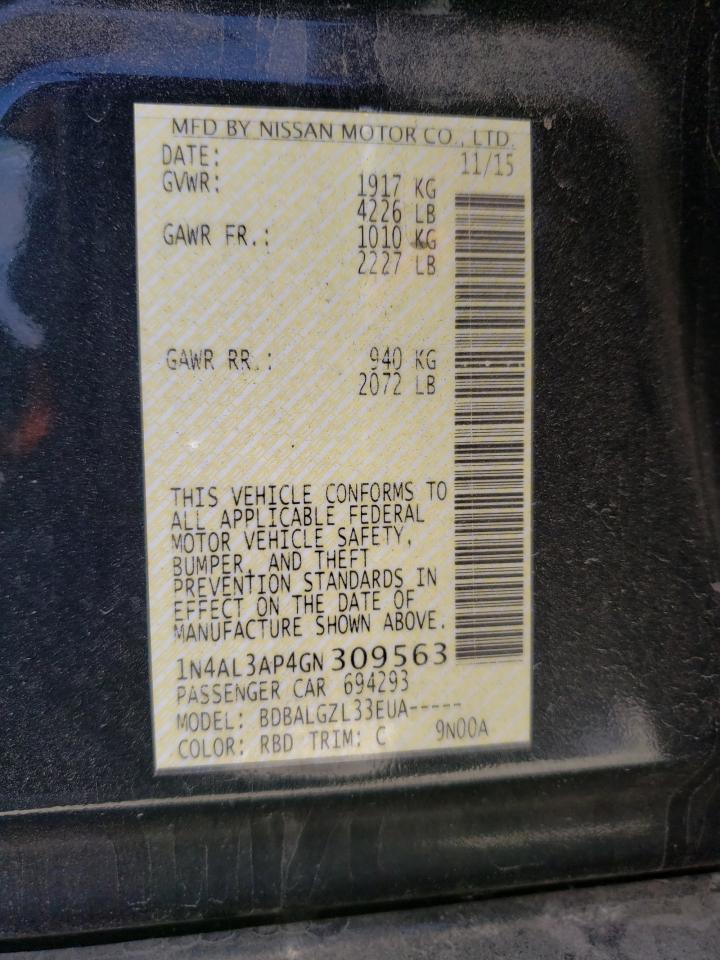 MFD BY NISSAN MOTOR CO., LTD.
DATE: 11/15
GVWR: 1917 KG
4226 LB
GAWR FR.: 1010 KG
2227 LB
GAWR RR.: 940 KG
2072 LB
THIS VEHICLE CONFORMS TO
ALL APPLICABLE FEDERAL
MOTOR VEHICLE SAFETY,
BUMPER, AND THEFT
PREVENTION STANDARDS IN
EFFECT ON THE DATE OF
MANUFACTURE SHOWN ABOVE.
1N4AL3AP4GN 309563
PASSENGER CAR 694293
MODEL: BDBALGZL33EUA-----
COLOR: RBD TRIM: C 9N00A